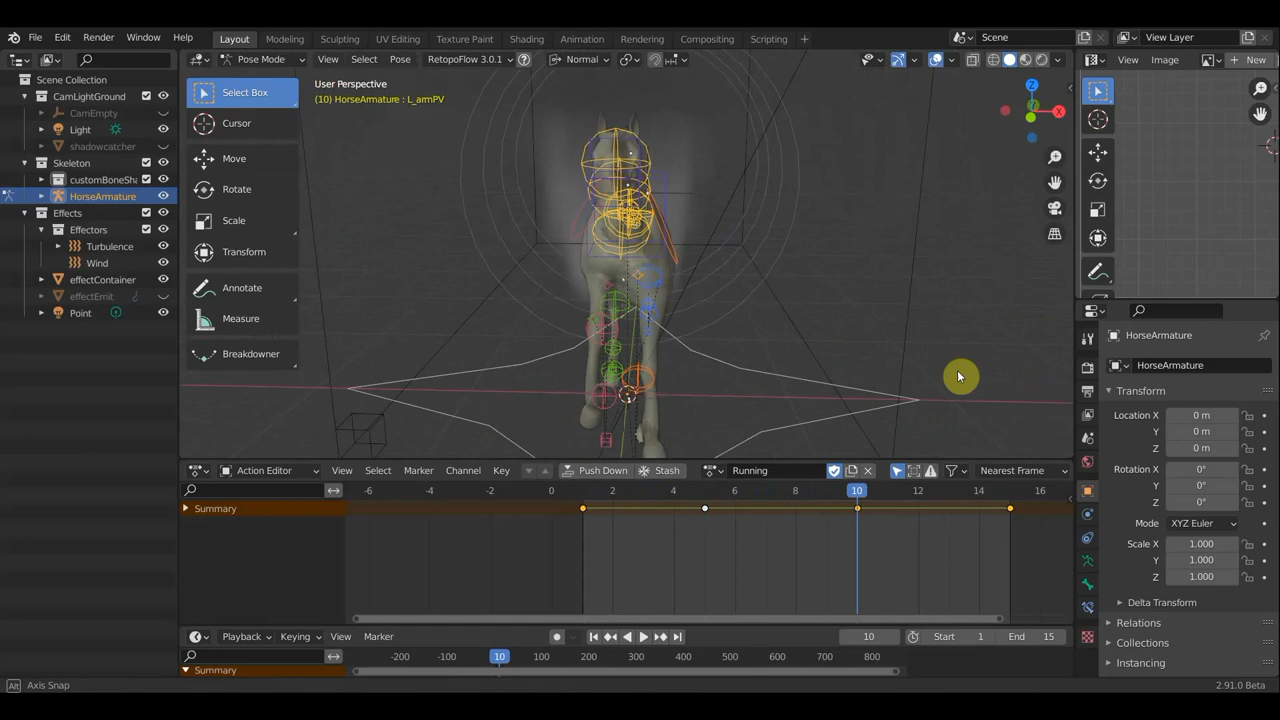 File Edit Render Window Help Layout Modeling Sculpting UV Editing Texture Paint Shading Animation Rendering Compositing Scripting + Scene View Layer
Pose Mode View Select Pose RetopoFlow 3.0.1 Normal View Image New
Scene Collection
CamLightGround
CamEmpty
Light
shadowcatcher
Skeleton
customBoneSha
HorseArmature
Effects
Effectors
Turbulence
Wind
effectContainer
effectEmit
Point
Select Box
Cursor
Move
Rotate
Scale
Transform
Annotate
Measure
Breakdowner
User Perspective
(10) HorseArmature : L_armPV
Z
X
HorseArmature
HorseArmature
Transform
Location X 0 m
Y 0 m
Z 0 m
Rotation X 0°
Y 0°
Z 0°
Mode XYZ Euler
Scale X 1.000
Y 1.000
Z 1.000
Delta Transform
Relations
Collections
Instancing
Action Editor View Select Marker Channel Key Push Down Stash Running Nearest Frame
-6 -4 -2 0 2 4 6 8 10 12 14 16
Summary
Playback Keying View Marker 10 Start 1 End 15
-200 -100 10 100 200 300 400 500 600 700 800
Summary
Alt Axis Snap 2.91.0 Beta